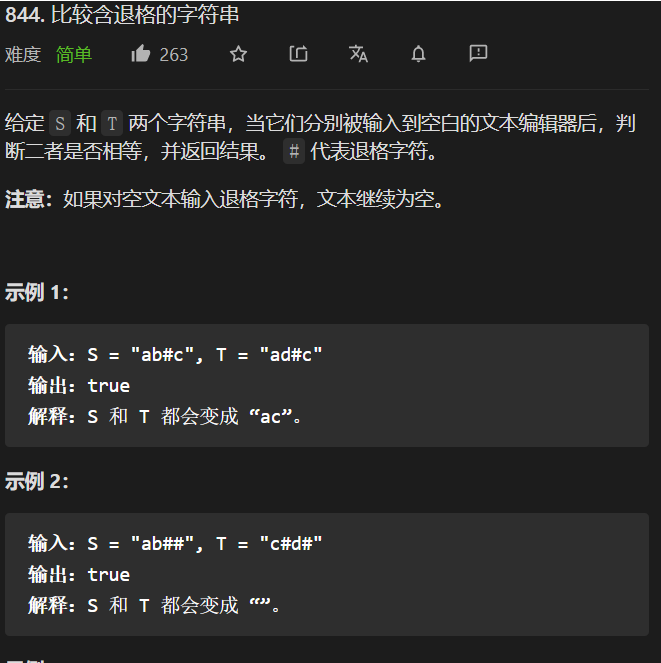 844. 比较含退格的字符串
难度 简单 263
给定 S 和 T 两个字符串，当它们分别被输入到空白的文本编辑器后，判
断二者是否相等，并返回结果。 # 代表退格字符。
注意：如果对空文本输入退格字符，文本继续为空。
示例 1：
输入：S = "ab#c", T = "ad#c"
输出：true
解释：S 和 T 都会变成 “ac”。
示例 2：
输入：S = "ab##", T = "c#d#"
输出：true
解释：S 和 T 都会变成 “”。